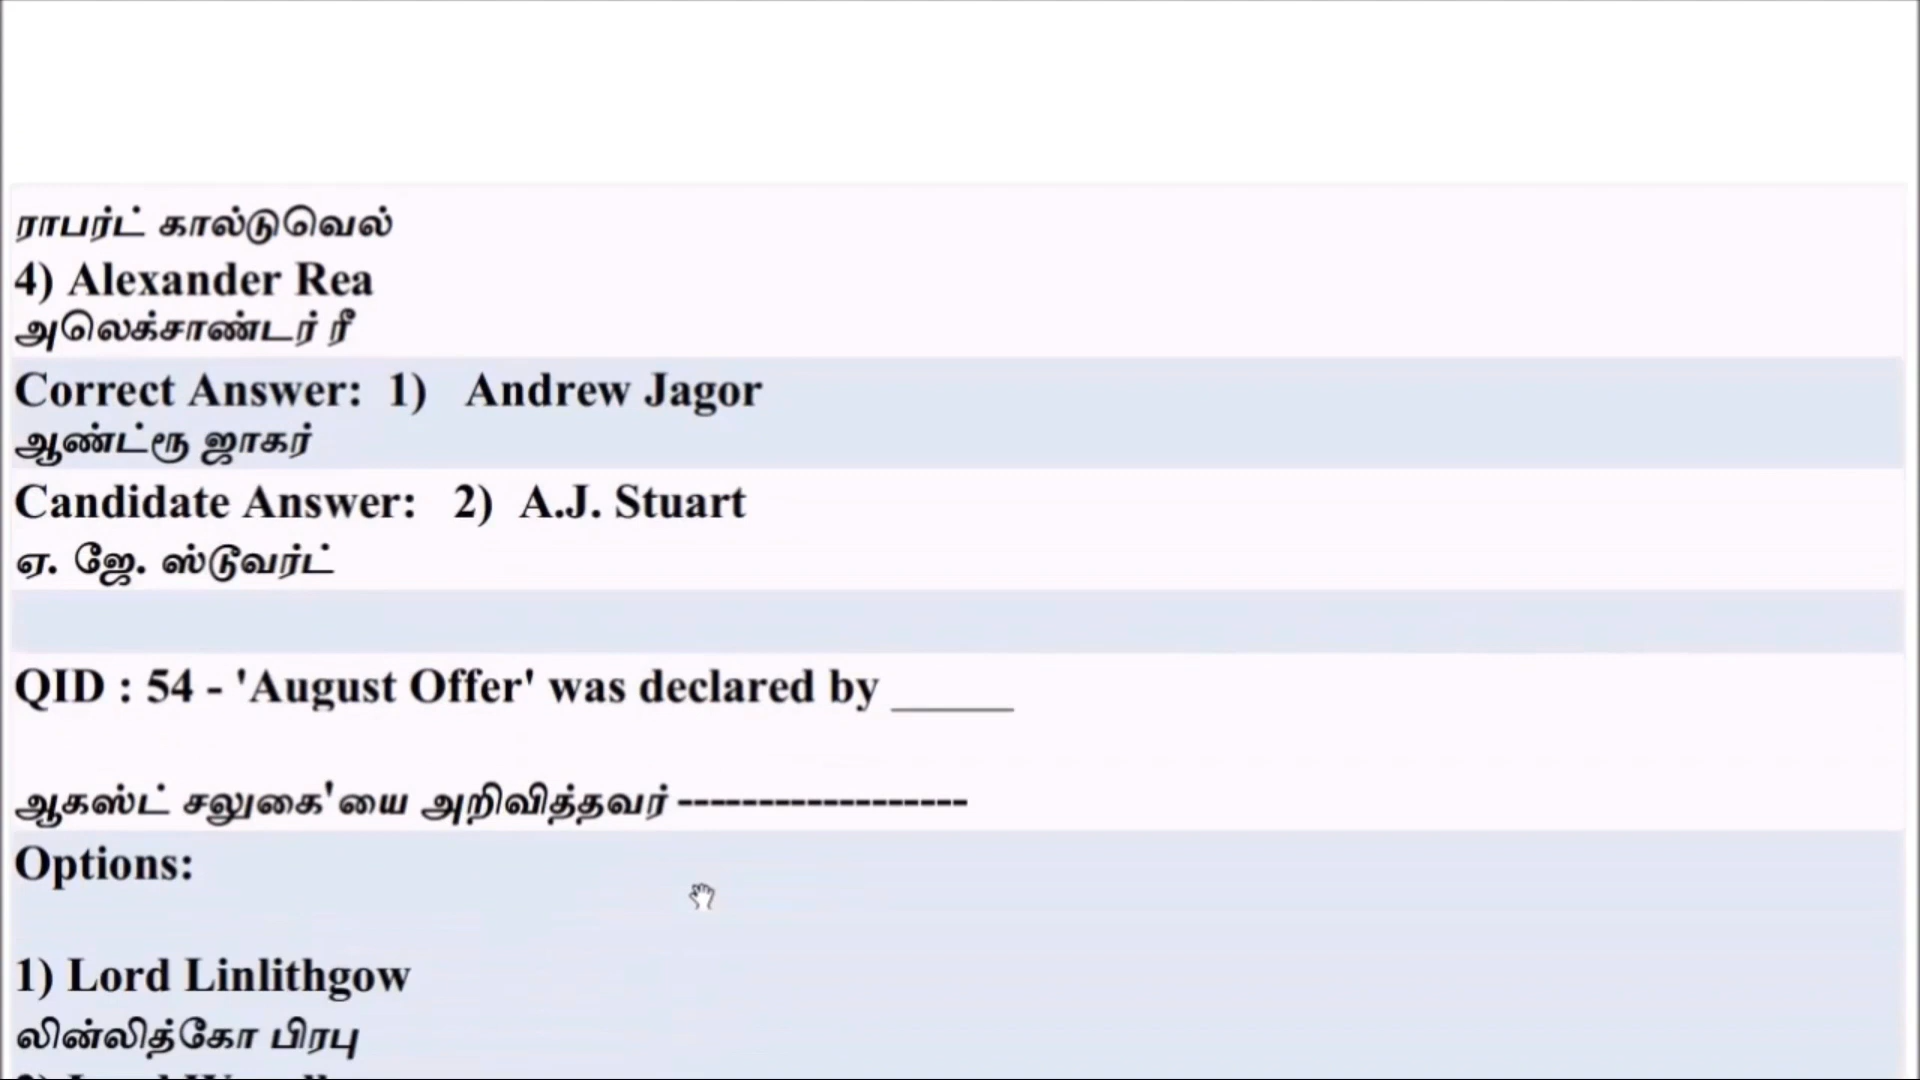 ராபர்ட் கால்டுவெல்
4) Alexander Rea
அலெக்சாண்டர் ரீ
Correct Answer: 1) Andrew Jagor
ஆண்ட்ரூ ஜாகர்
Candidate Answer: 2) A.J. Stuart
ஏ. ஜே. ஸ்டூவர்ட்
QID : 54 - 'August Offer' was declared by _____
ஆகஸ்ட் சலுகை'யை அறிவித்தவர் ------------------
Options:
1) Lord Linlithgow
லின்லித்கோ பிரபு